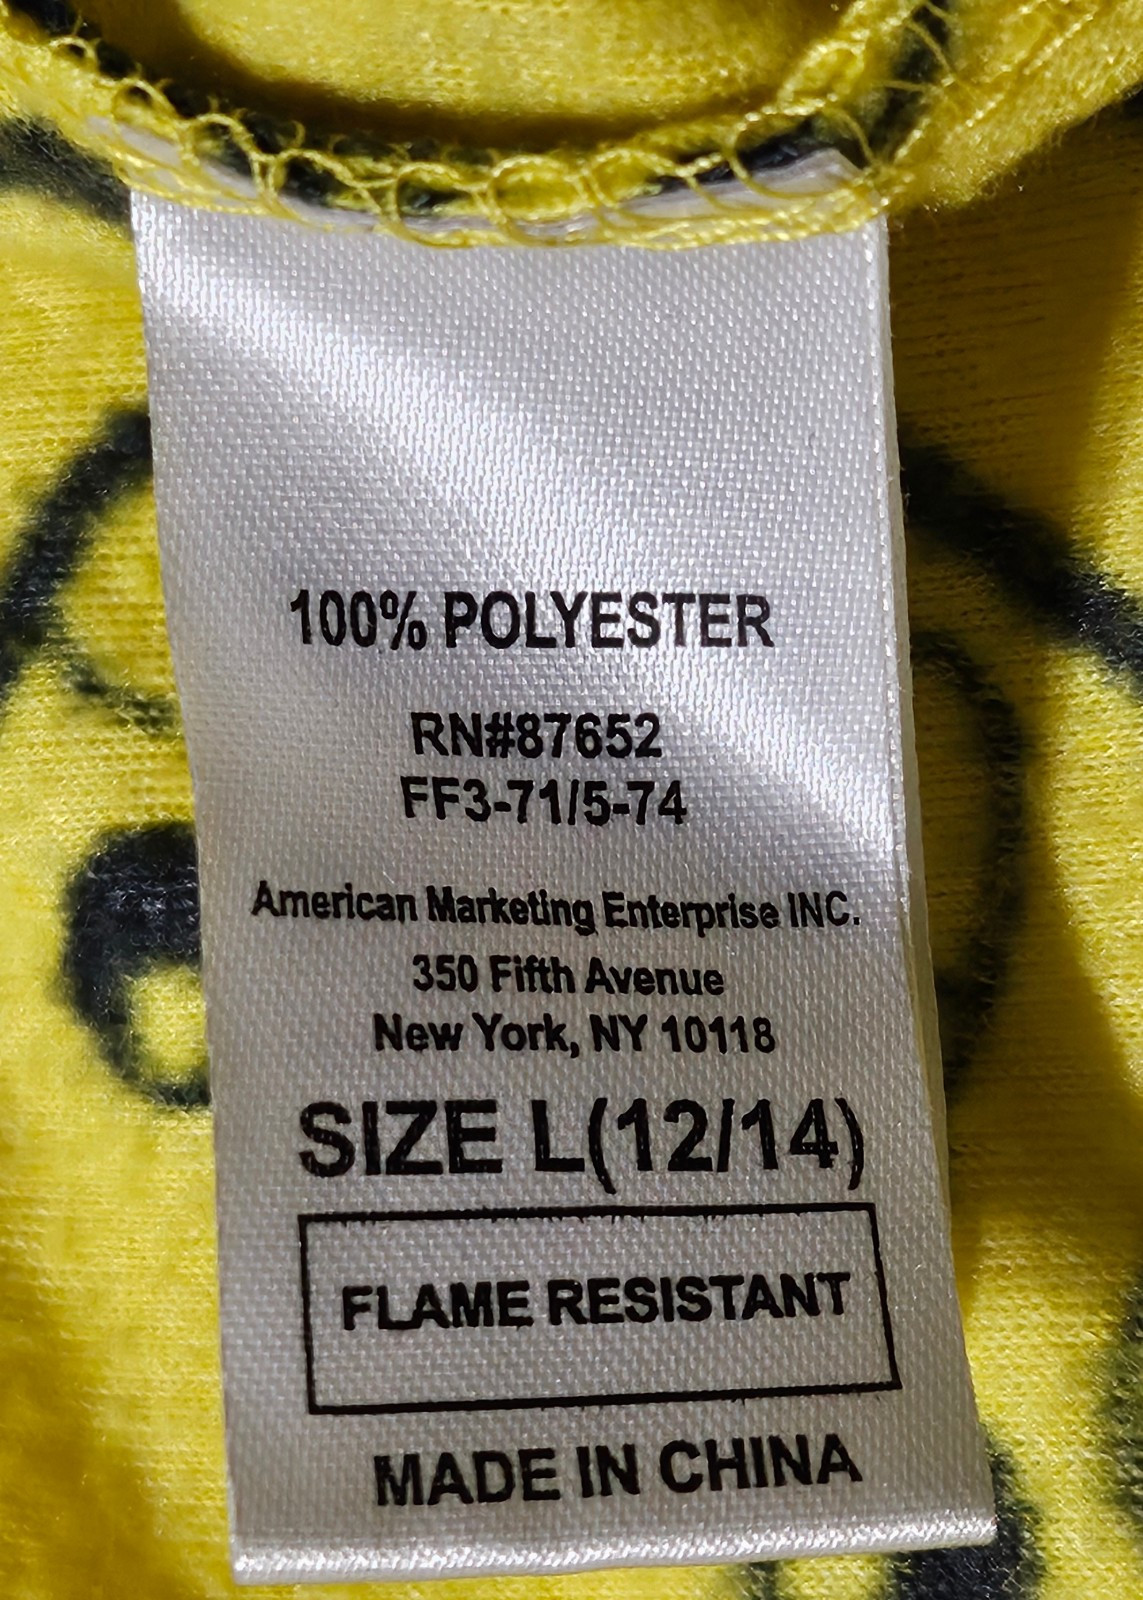 100% POLYESTER
RN#87652
FF3-71/5-74
American Marketing Enterprise INC.
350 Fifth Avenue
New York, NY 10118
SIZE L(12/14)
FLAME RESISTANT
MADE IN CHINA